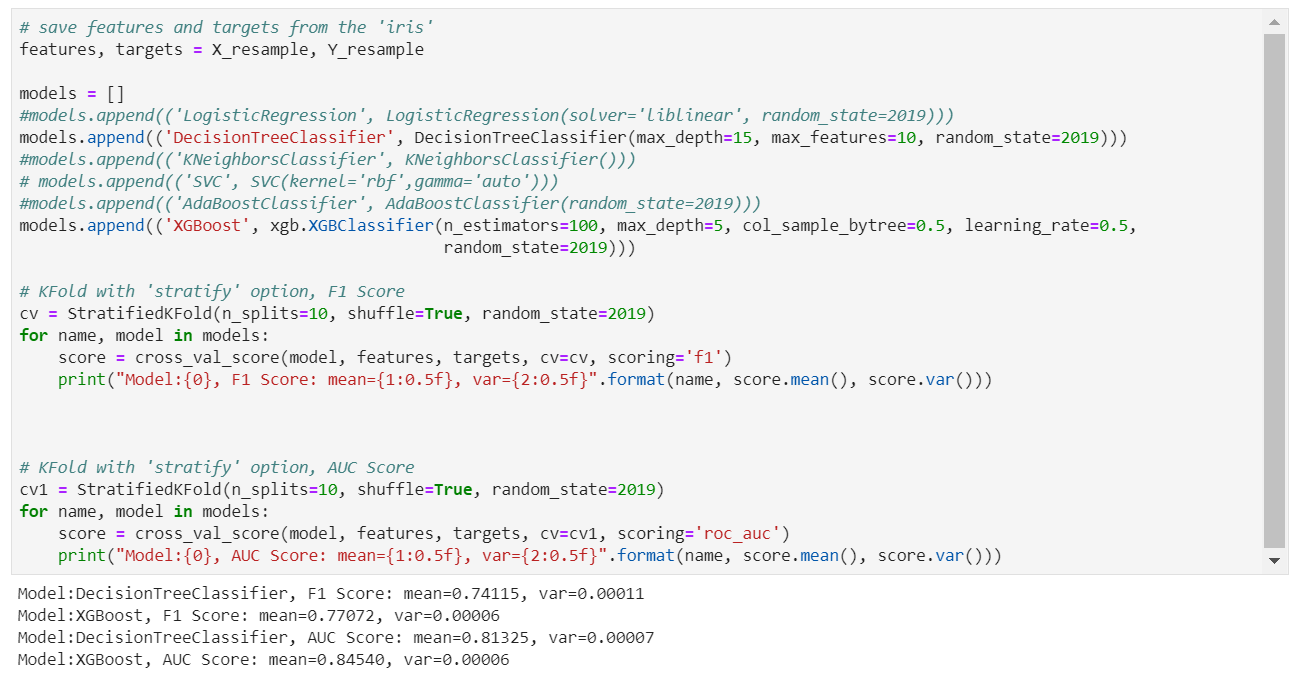 # save features and targets from the 'iris'
features, targets = X_resample, Y_resample
models = []
#models.append(('LogisticRegression', LogisticRegression(solver='liblinear', random_state=2019)))
models.append(('DecisionTreeClassifier', DecisionTreeClassifier(max_depth=15, max_features=10, random_state=2019)))
#models.append(('KNeighborsClassifier', KNeighborsClassifier()))
# models.append(('SVC', SVC(kernel='rbf',gamma='auto')))
#models.append(('AdaBoostClassifier', AdaBoostClassifier(random_state=2019)))
models.append(('XGBoost', xgb.XGBClassifier(n_estimators=100, max_depth=5, col_sample_bytree=0.5, learning_rate=0.5,
random_state=2019)))
# KFold with 'stratify' option, F1 Score
cv = StratifiedKFold(n_splits=10, shuffle=True, random_state=2019)
for name, model in models:
score = cross_val_score(model, features, targets, cv=cv, scoring='f1')
print("Model:{0}, F1 Score: mean={1:0.5f}, var={2:0.5f}".format(name, score.mean(), score.var()))
# KFold with 'stratify' option, AUC Score
cv1 = StratifiedKFold(n_splits=10, shuffle=True, random_state=2019)
for name, model in models:
score = cross_val_score(model, features, targets, cv=cv1, scoring='roc_auc')
print("Model:{0}, AUC Score: mean={1:0.5f}, var={2:0.5f}".format(name, score.mean(), score.var()))
Model:DecisionTreeClassifier, F1 Score: mean=0.74115, var=0.00011
Model:XGBoost, F1 Score: mean=0.77072, var=0.00006
Model:DecisionTreeClassifier, AUC Score: mean=0.81325, var=0.00007
Model:XGBoost, AUC Score: mean=0.84540, var=0.00006